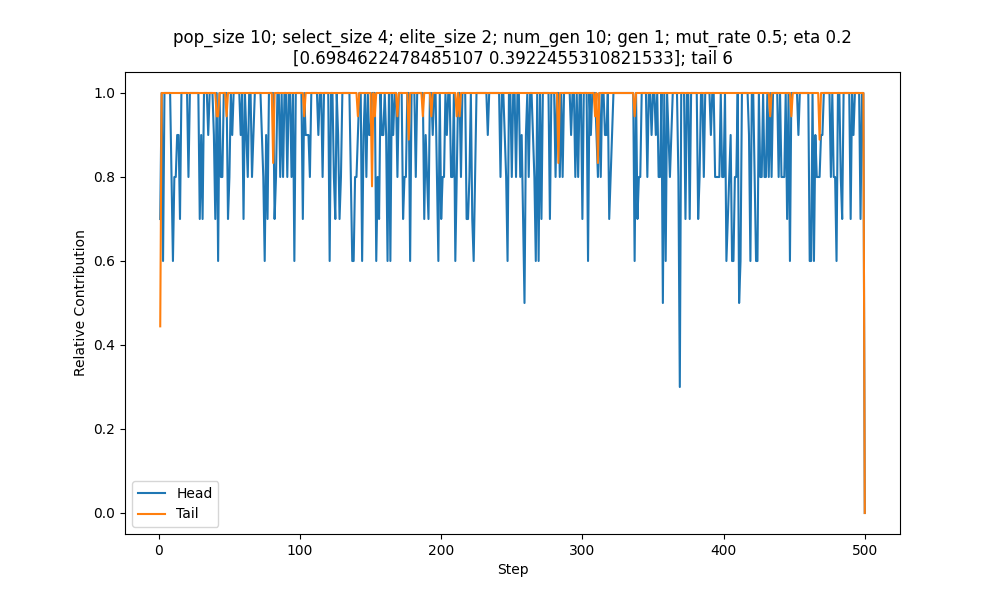 pop_size 10; select_size 4; elite_size 2; num_gen 10; gen 1; mut_rate 0.5; eta 0.2
[0.6984622478485107 0.3922455310821533]; tail 6
Relative Contribution
1.0
0.8
0.6
0.4
0.2
0.0
Head
Tail
0
100
200
300
400
500
Step